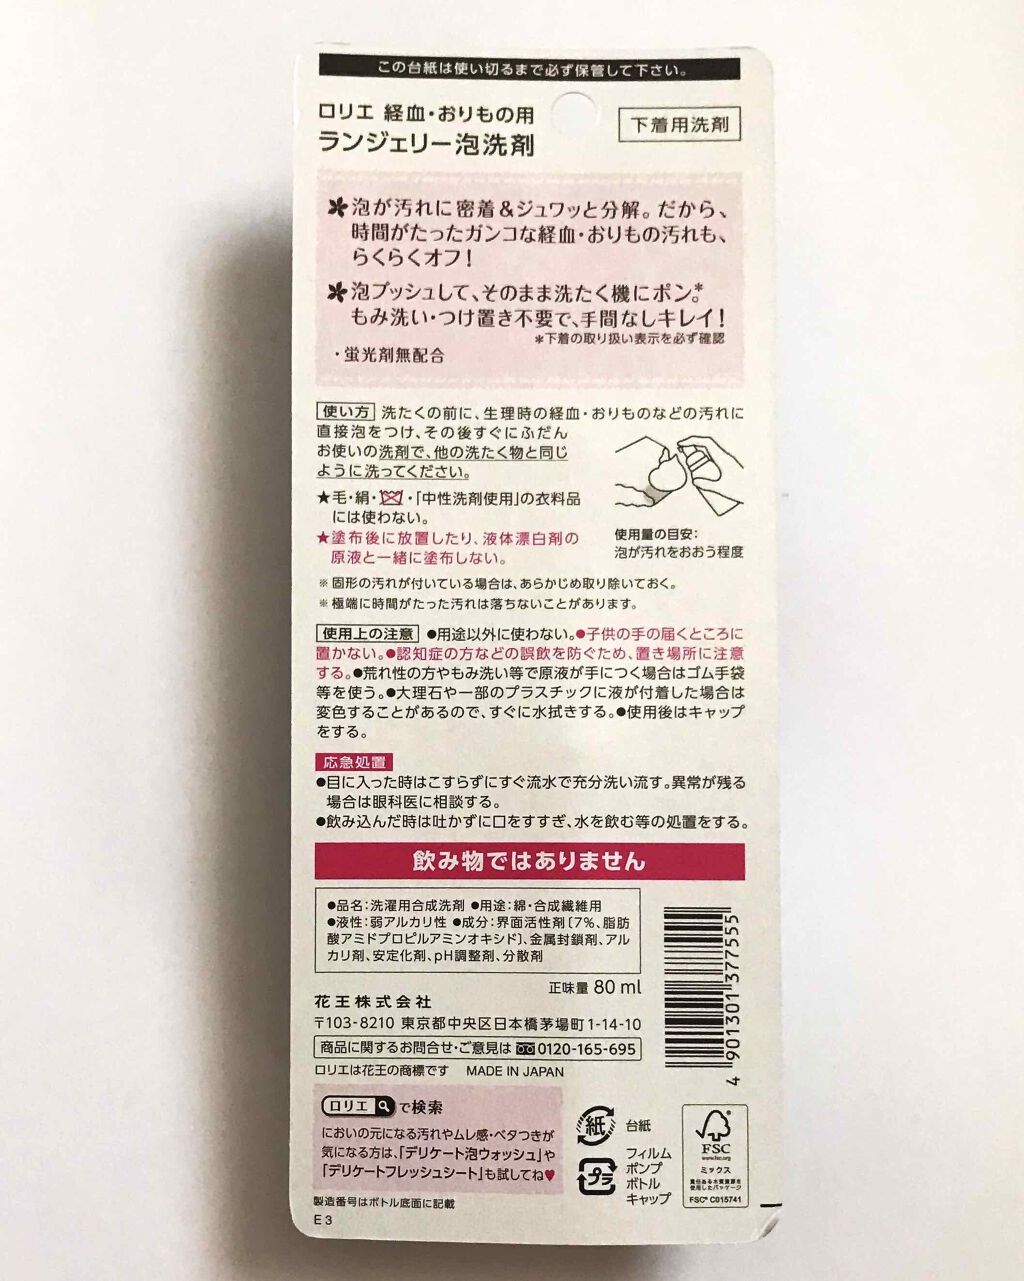 この台紙は使い切るまで必ず保管して下さい。
ロリエ 経血・おりもの用
ランジェリー泡洗剤
下着用洗剤
泡が汚れに密着&ジュワッと分解。だから、
時間がたったガンコな経血・おりもの汚れも、
らくらくオフ!
泡プッシュして、そのまま洗たく機にポン。*
もみ洗い・つけ置き不要で、手間なしキレイ!
*下着の取り扱い表示を必ず確認
・蛍光剤無配合
使い方 洗たくの前に、生理時の経血・おりものなどの汚れに
直接泡をつけ、その後すぐにふだん
お使いの洗剤で、他の洗たく物と同じ
ように洗ってください。
★毛・絹・・「中性洗剤使用」の衣料品
には使わない。
★塗布後に放置したり、液体漂白剤の
原液と一緒に塗布しない。
使用量の目安:
泡が汚れをおおう程度
※固形の汚れが付いている場合は、あらかじめ取り除いておく。
※極端に時間がたった汚れは落ちないことがあります。
使用上の注意 ●用途以外に使わない。●子供の手の届くところに
置かない。●認知症の方などの誤飲を防ぐため、置き場所に注意
する。●荒れ性の方やもみ洗い等で原液が手につく場合はゴム手袋
等を使う。●大理石や一部のプラスチックに液が付着した場合は
変色することがあるので、すぐに水拭きする。●使用後はキャップ
をする。
応急処置
●目に入った時はこすらずにすぐ流水で充分洗い流す。異常が残る
場合は眼科医に相談する。
●飲み込んだ時は吐かずに口をすすぎ、水を飲む等の処置をする。
飲み物ではありません
●品名:洗濯用合成洗剤 ●用途:綿・合成繊維用
●液性:弱アルカリ性 ●成分:界面活性剤〔7%、脂肪
酸アミドプロピルアミンオキシド〕、金属封鎖剤、アル
カリ剤、安定化剤、pH調整剤、分散剤
正味量 80 ml
花王株式会社
〒103-8210 東京都中央区日本橋茅場町1-14-10
商品に関するお問合せ・ご意見は 0120-165-695
ロリエは花王の商標です MADE IN JAPAN
4 901301 377555
ロリエ で検索
においの元になる汚れやムレ感・ベタつきが
気になる方は、「デリケート泡ウォッシュ」や
「デリケートフレッシュシート」も試してね♥
製造番号はボトル底面に記載
E 3
紙 台紙
プラ フィルム
ポンプ
ボトル
キャップ
FSC
www.fsc.org
ミックス
責任ある木質資源を
使用したパッケージ
FSC® C015741